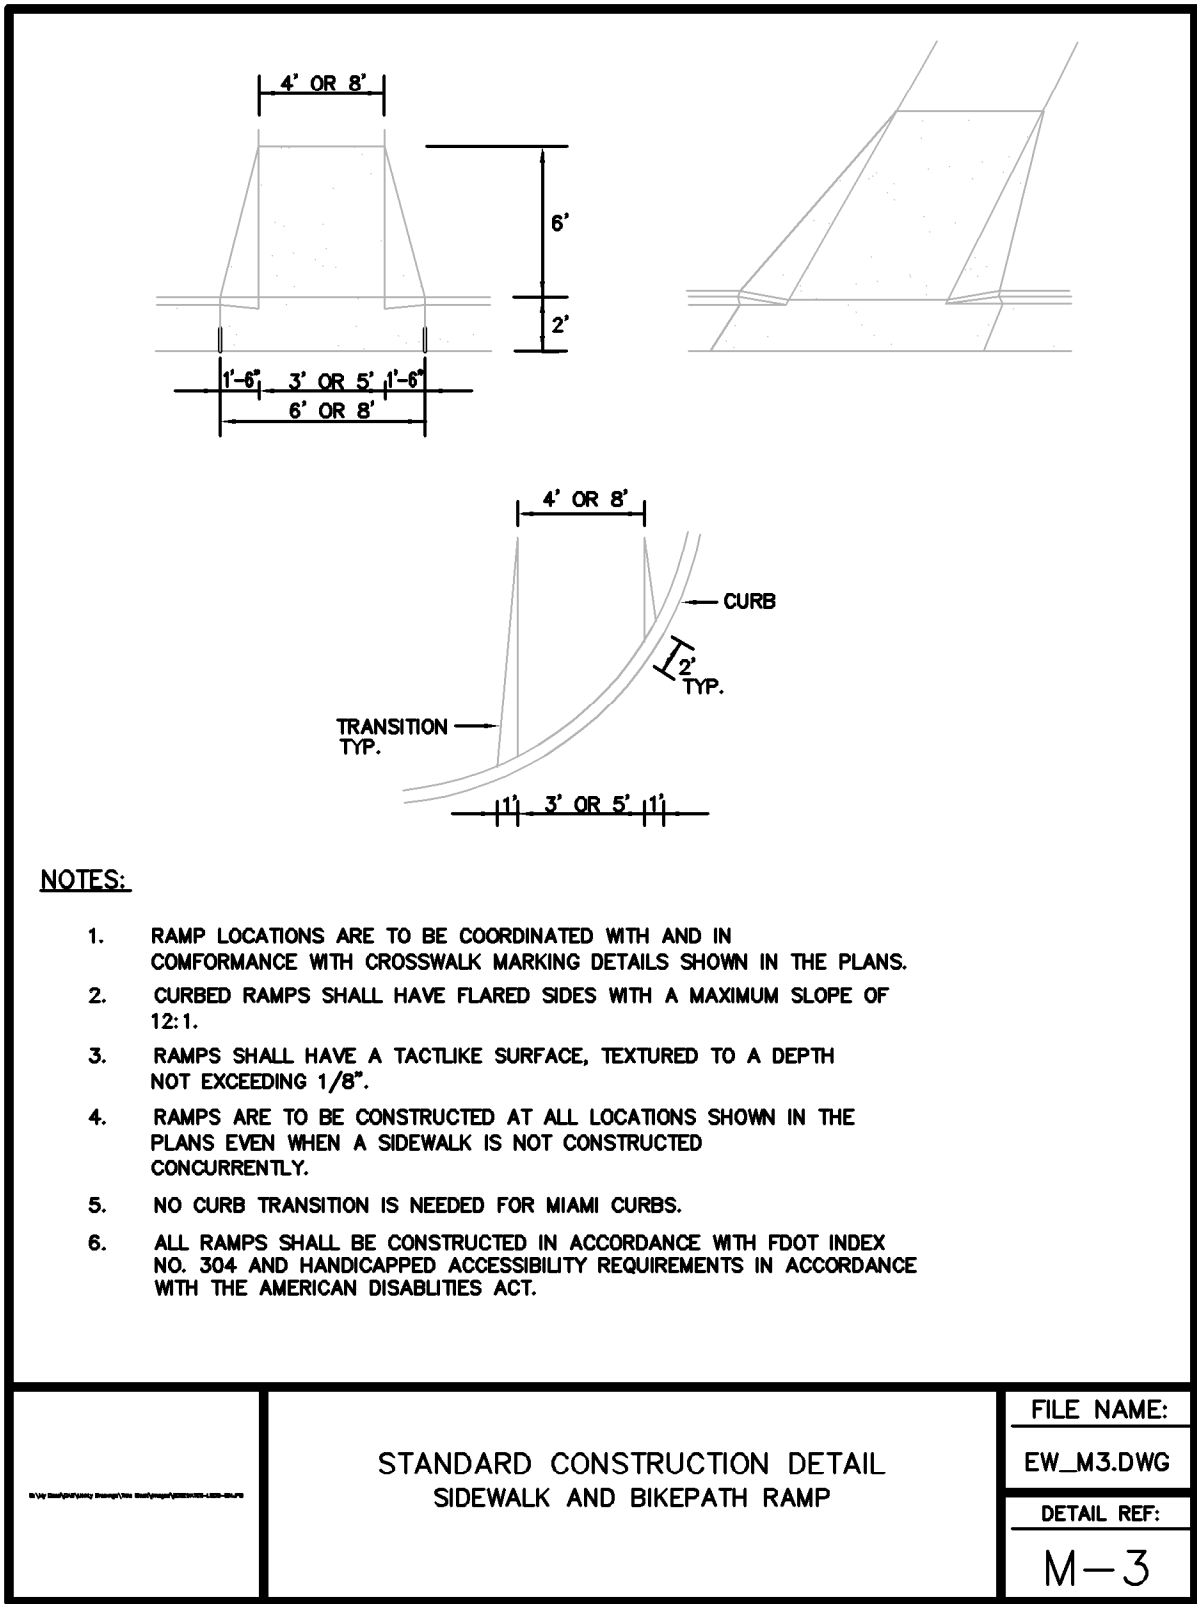 4' OR 8'
6'
2'
1'-6" 3' OR 5' 1'-6"
6' OR 8'
4' OR 8'
CURB
2'
TYP.
TRANSITION
TYP.
1' 3' OR 5' 1'
NOTES:
1. RAMP LOCATIONS ARE TO BE COORDINATED WITH AND IN
COMFORMANCE WITH CROSSWALK MARKING DETAILS SHOWN IN THE PLANS.
2. CURBED RAMPS SHALL HAVE FLARED SIDES WITH A MAXIMUM SLOPE OF
12:1.
3. RAMPS SHALL HAVE A TACTLIKE SURFACE, TEXTURED TO A DEPTH
NOT EXCEEDING 1/8".
4. RAMPS ARE TO BE CONSTRUCTED AT ALL LOCATIONS SHOWN IN THE
PLANS EVEN WHEN A SIDEWALK IS NOT CONSTRUCTED
CONCURRENTLY.
5. NO CURB TRANSITION IS NEEDED FOR MIAMI CURBS.
6. ALL RAMPS SHALL BE CONSTRUCTED IN ACCORDANCE WITH FDOT INDEX
NO. 304 AND HANDICAPPED ACCESSIBILITY REQUIREMENTS IN ACCORDANCE
WITH THE AMERICAN DISABLITIES ACT.
STANDARD CONSTRUCTION DETAIL
SIDEWALK AND BIKEPATH RAMP
FILE NAME:
EW_M3.DWG
DETAIL REF:
M-3